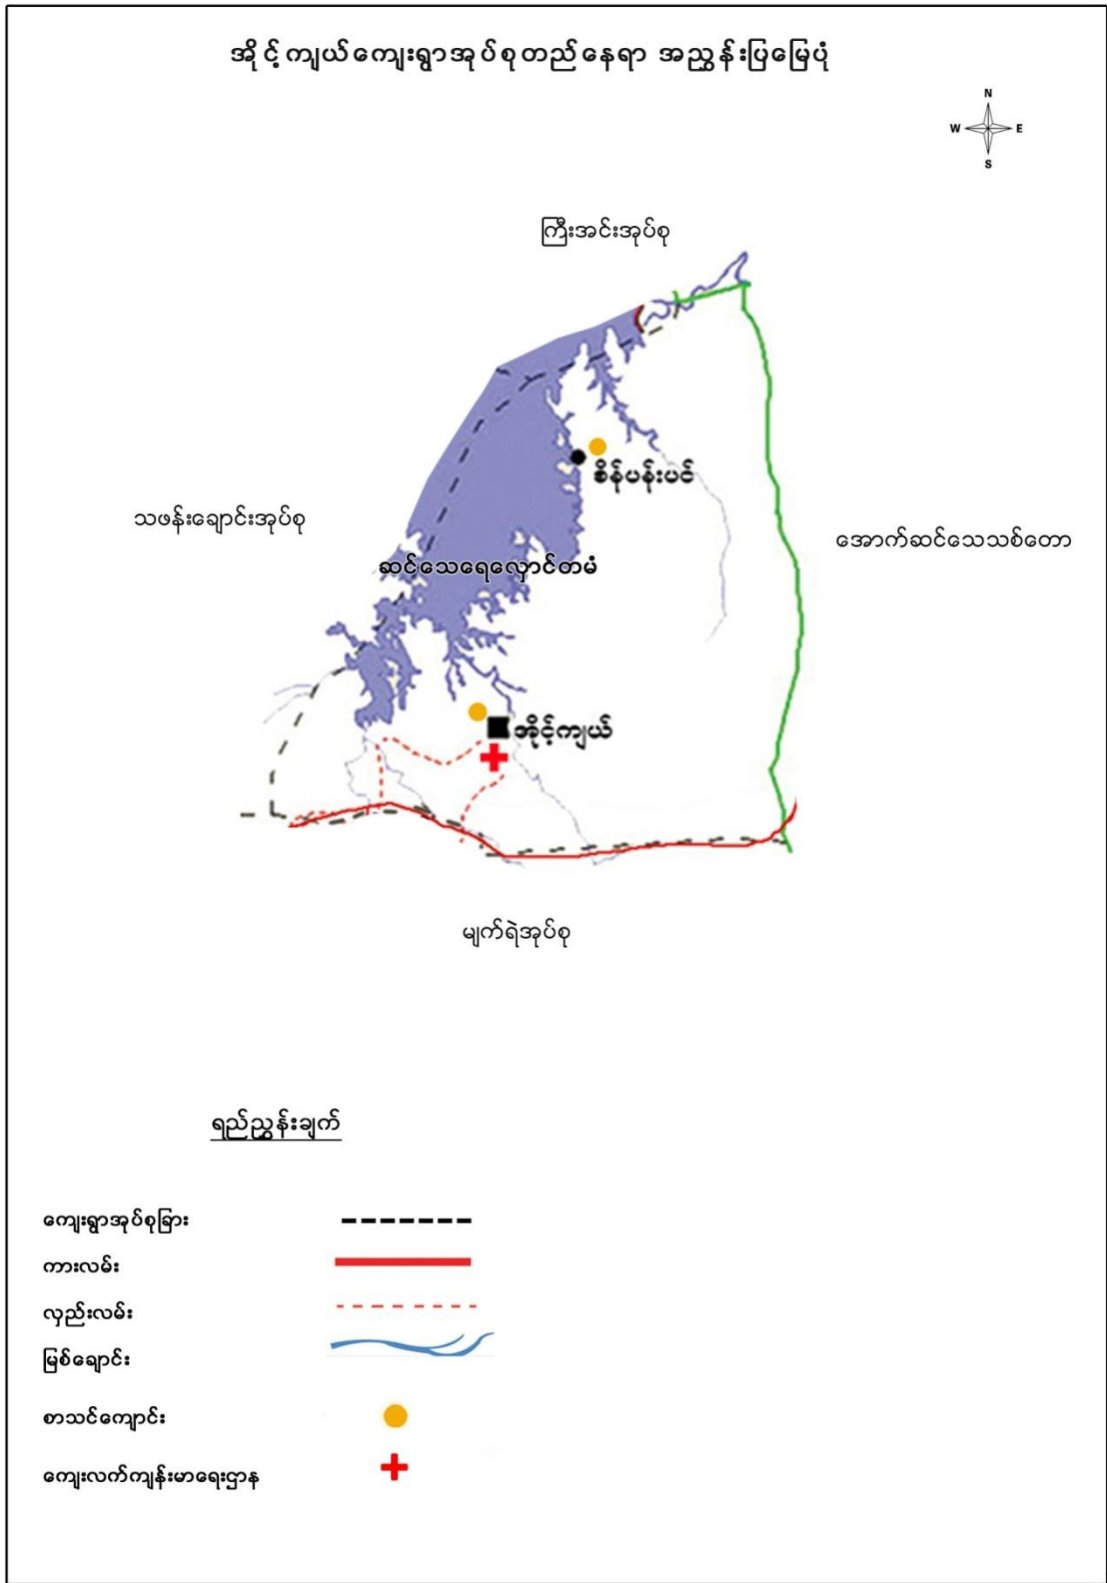 အိုင့်ကျယ်ကျေးရွာအုပ်စုတည်နေရာ အညွှန်းပြမြေပုံ
N
W E
S
ကြီးအင်းအုပ်စု
စိန်ပန်းပင်
သဖန်းချောင်းအုပ်စု
အောက်ဆင်သေသစ်တော
ဆင်သေရေလှောင်တမံ
အိုင့်ကျယ်
မျက်ရဲအုပ်စု
ရည်ညွှန်းချက်
ကျေးရွာအုပ်စုခြား
ကားလမ်း
လှည်းလမ်း
မြစ်ချောင်း
စာသင်ကျောင်း
ကျေးလက်ကျန်းမာရေးဌာန